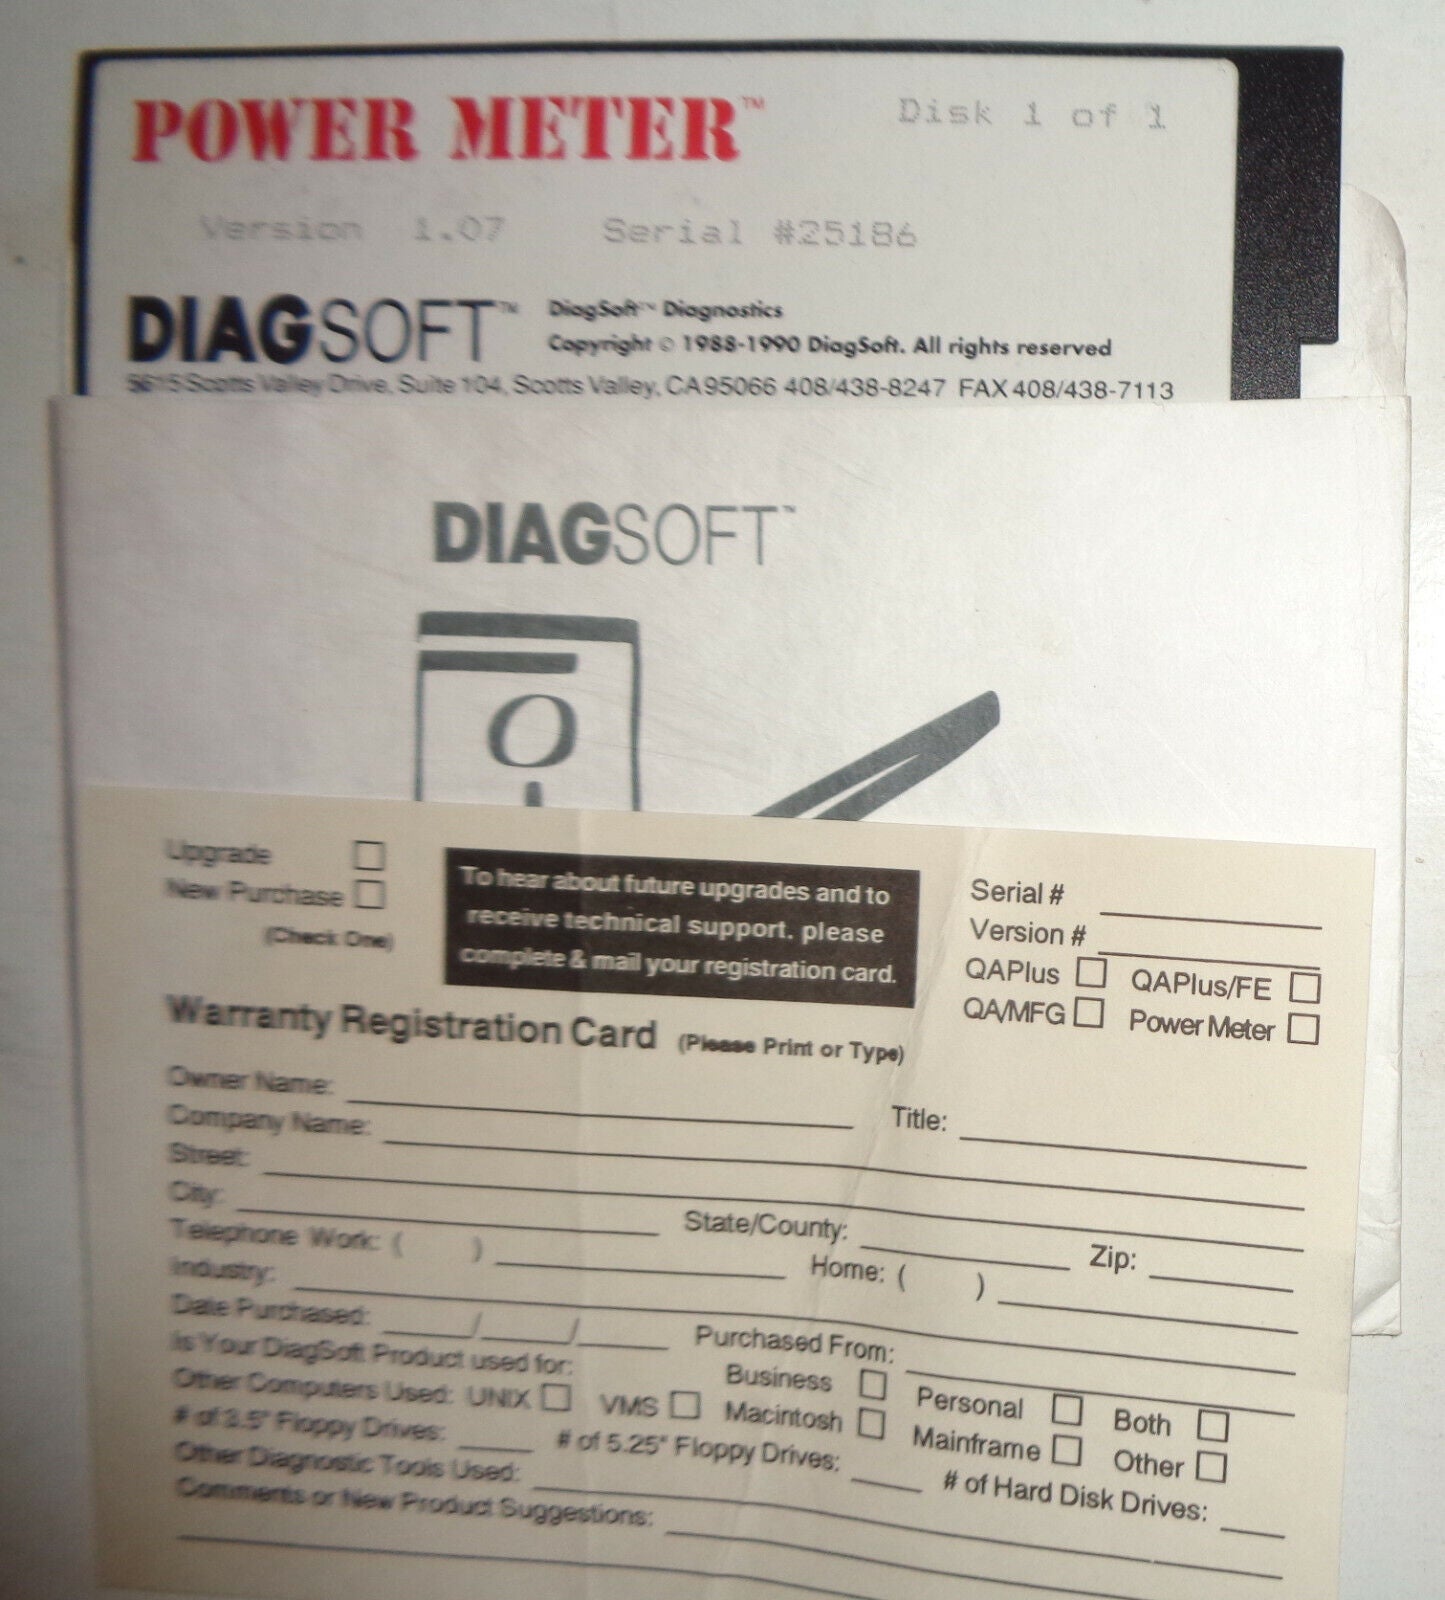 POWER METER™ Disk 1 of 1
Version 1.07 Serial #25186
DIAGSOFT™ DiagSoft™ Diagnostics
Copyright © 1988-1990 DiagSoft. All rights reserved
5615 Scotts Valley Drive, Suite 104, Scotts Valley, CA 95066 408/438-8247 FAX 408/438-7113
DIAGSOFT™
Q
Upgrade
New Purchase
(Check One)
To hear about future upgrades and to
receive technical support, please
complete & mail your registration card.
Serial #
Version #
QAPlus QAPlus/FE
QA/MFG Power Meter
Warranty Registration Card (Please Print or Type)
Owner Name: Title:
Company Name:
Street:
City: State/County: Zip:
Telephone Work: ( ) Home: ( )
Industry:
Date Purchased: / / Purchased From:
Is Your DiagSoft Product used for: Business Personal Both
Other Computers Used: UNIX VMS Macintosh Mainframe Other
# of 3.5" Floppy Drives: # of 5.25" Floppy Drives: # of Hard Disk Drives:
Other Diagnostic Tools Used:
Comments or New Product Suggestions: